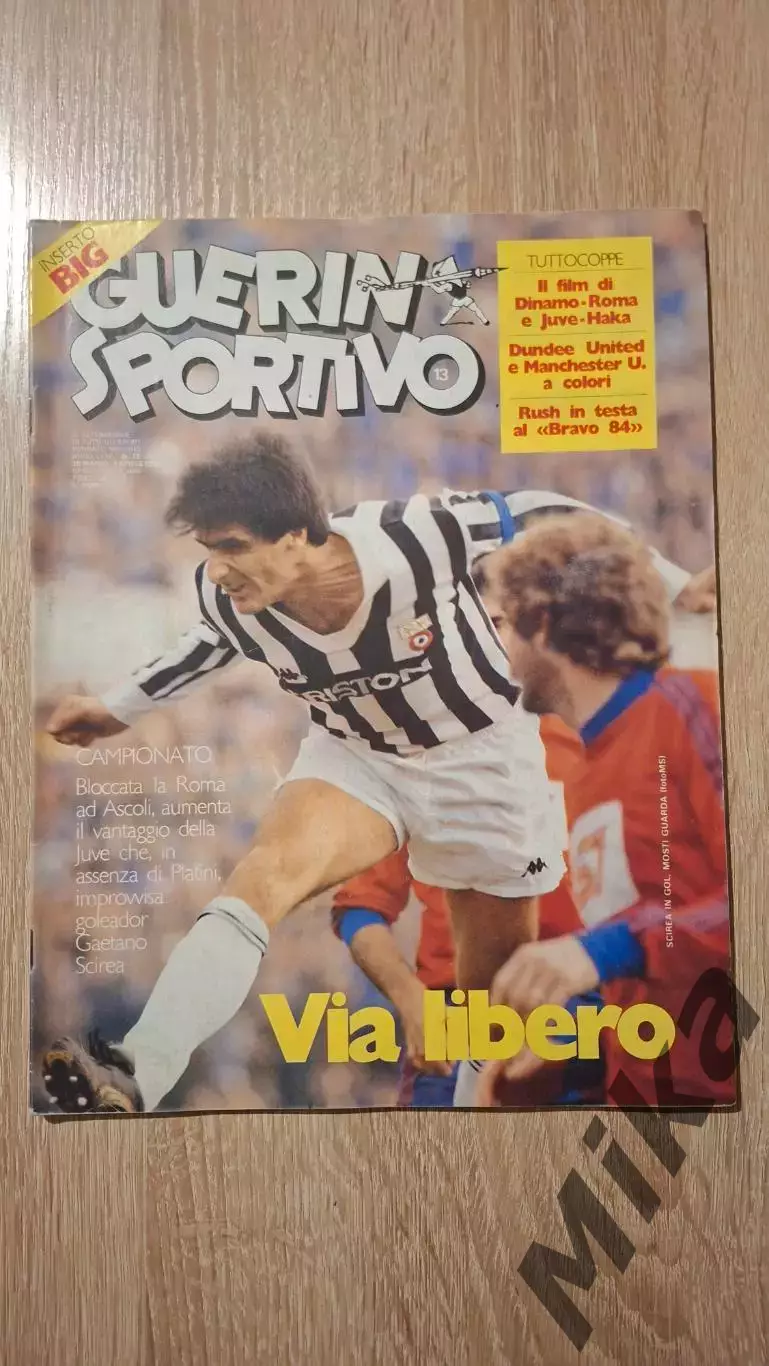 INSERTO
BIG
GUERIN
SPORTIVO
13
TUTTOCOPPE
Il film di
Dinamo-Roma
e Juve-Haka
Dundee United
e Manchester U.
a colori
Rush in testa
al «Bravo 84»
ARISTON
CAMPIONATO
Bloccata la Roma
ad Ascoli, aumenta
il vantaggio della
Juve che, in
assenza di Platini,
improvvisa
goleador
Gaetano
Scirea
SCIREA IN GOL, MOSTI GUARDA (fotoMS)
Via libero
Mika